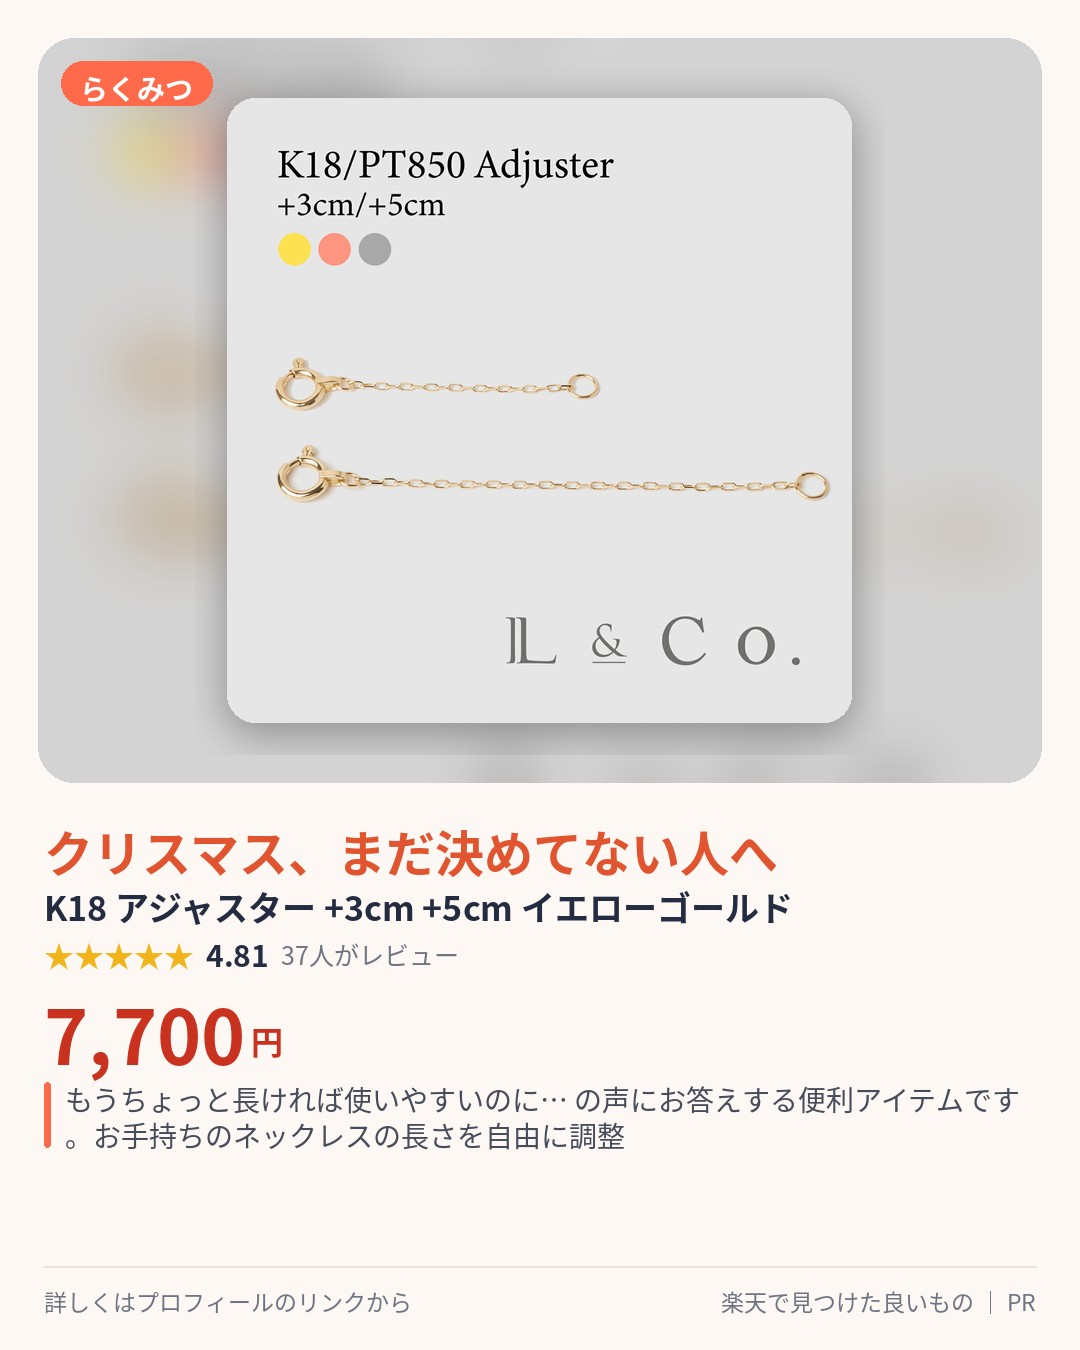 らくみつ
K18/PT850 Adjuster
+3cm/+5cm
L & Co.
クリスマス、まだ決めてない人へ
K18 アジャスター +3cm +5cm イエローゴールド
★★★★★ 4.81 37人がレビュー
7,700円
もうちょっと長ければ使いやすいのに… の声にお答えする便利アイテムです
。お手持ちのネックレスの長さを自由に調整
詳しくはプロフィールのリンクから
楽天で見つけた良いもの｜PR